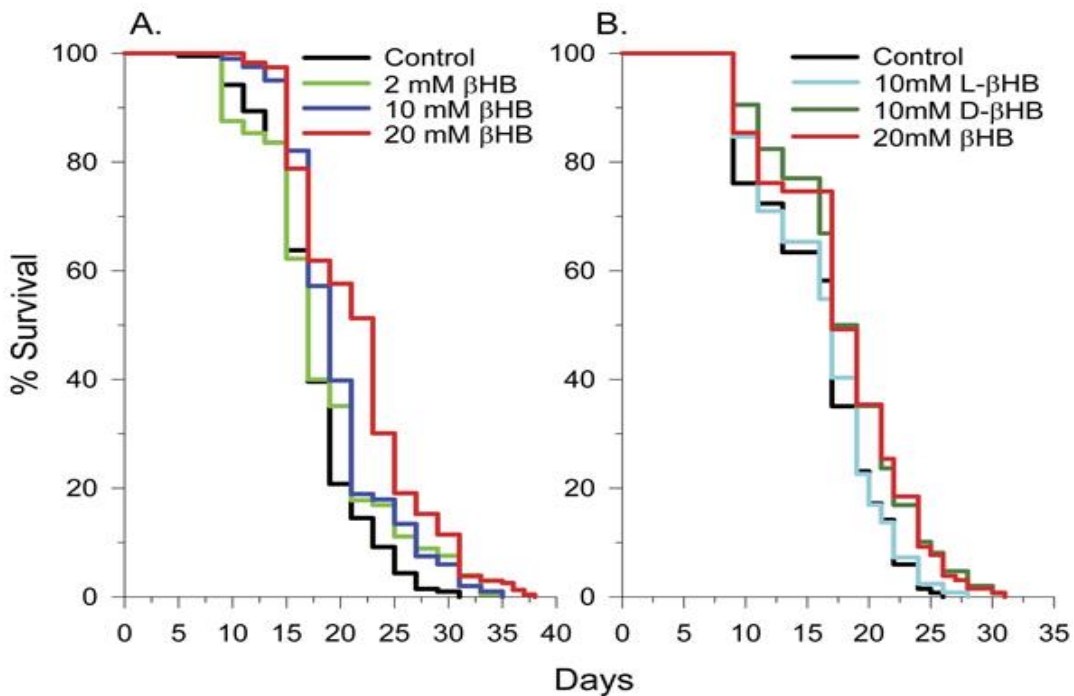 A.
Control
2 mM βHB
10 mM βHB
20 mM βHB
B.
Control
10mM L-βHB
10mM D-βHB
20mM βHB
% Survival
100
80
60
40
20
0
0 5 10 15 20 25 30 35 40
100
80
60
40
20
0
0 5 10 15 20 25 30 35
Days